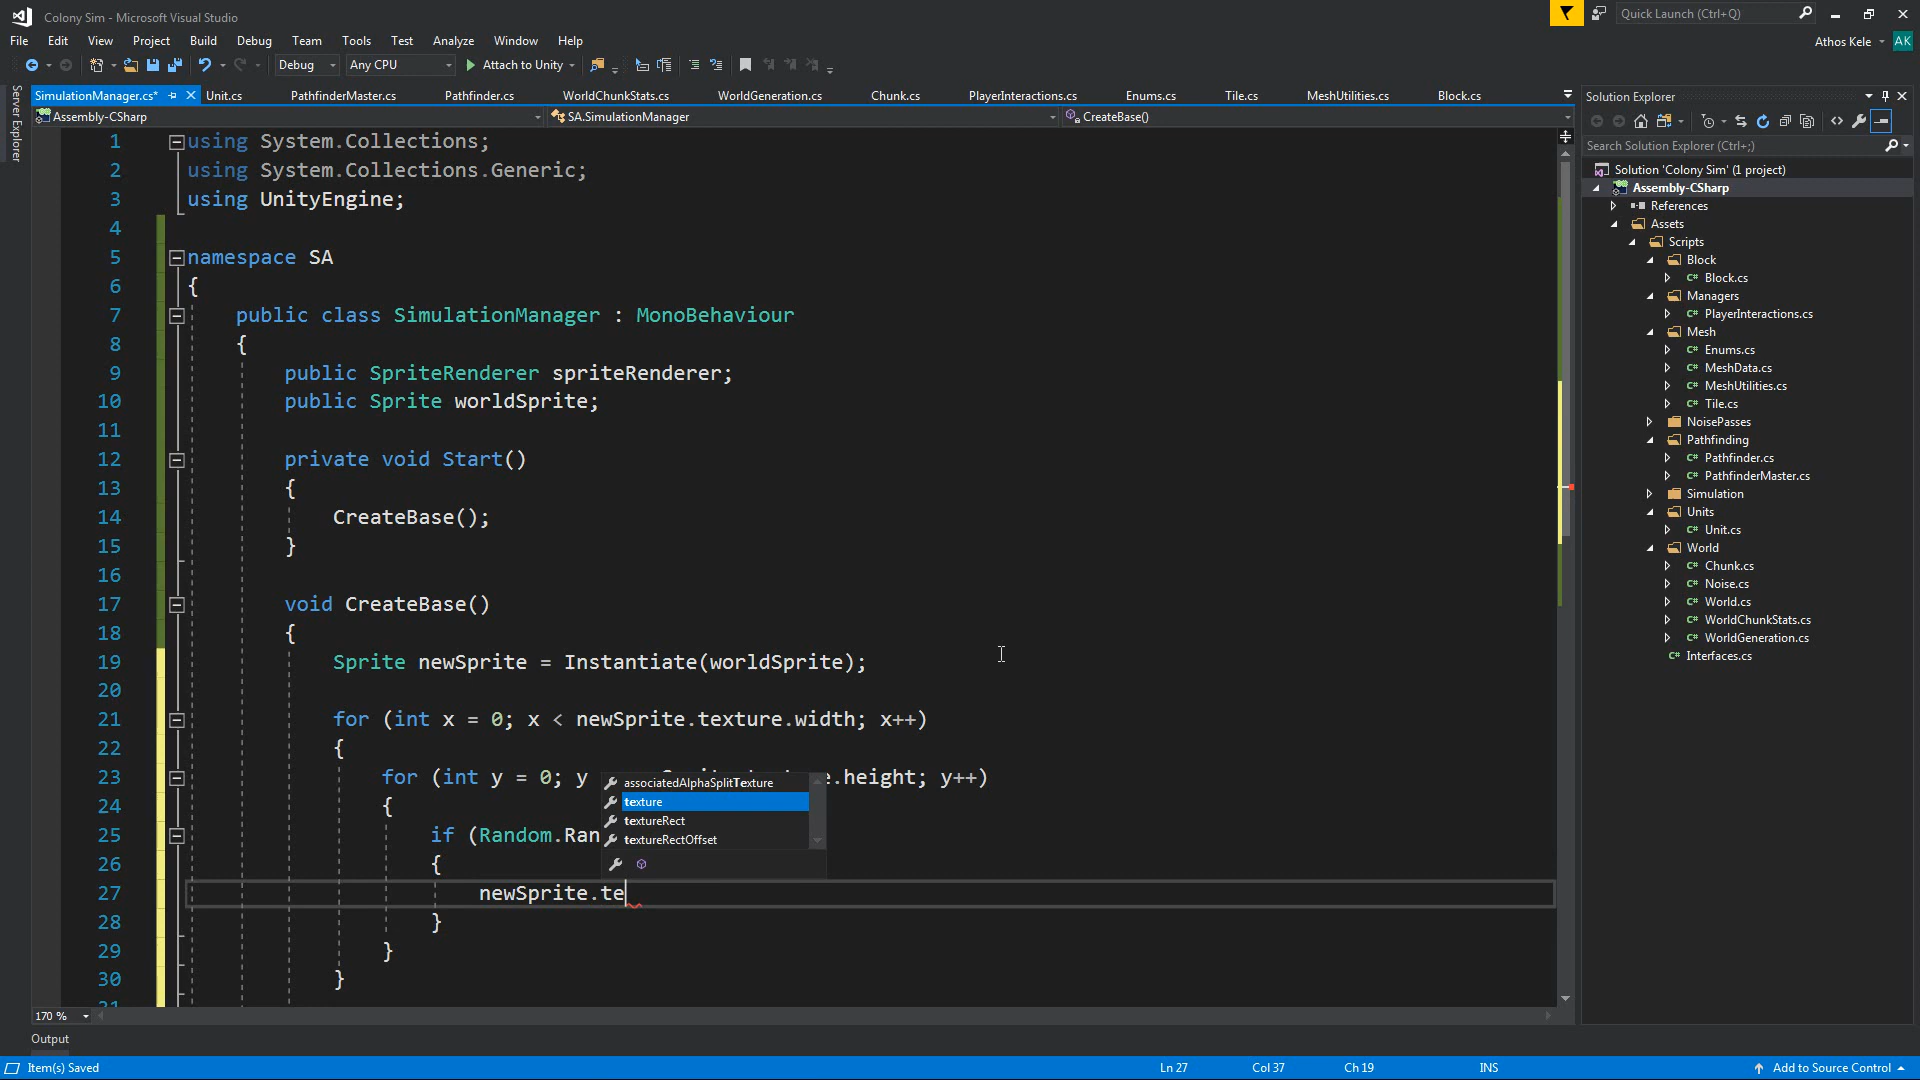 Colony Sim - Microsoft Visual Studio
Quick Launch (Ctrl+Q)
File Edit View Project Build Debug Team Tools Test Analyze Window Help
Athos Kele AK
Debug Any CPU Attach to Unity
Server Explorer
SimulationManager.cs* Unit.cs PathfinderMaster.cs Pathfinder.cs WorldChunkStats.cs WorldGeneration.cs Chunk.cs PlayerInteractions.cs Enums.cs Tile.cs MeshUtilities.cs Block.cs
Assembly-CSharp SA.SimulationManager CreateBase()
1 using System.Collections;
2 using System.Collections.Generic;
3 using UnityEngine;
4
5 namespace SA
6 {
7 public class SimulationManager : MonoBehaviour
8 {
9 public SpriteRenderer spriteRenderer;
10 public Sprite worldSprite;
11
12 private void Start()
13 {
14 CreateBase();
15 }
16
17 void CreateBase()
18 {
19 Sprite newSprite = Instantiate(worldSprite);
20
21 for (int x = 0; x < newSprite.texture.width; x++)
22 {
23 for (int y = 0; y .height; y++)
24 {
25 if (Random.Ran
26 {
27 newSprite.te
28 }
29 }
30 }
31
associatedAlphaSplitTexture
texture
textureRect
textureRectOffset
170 %
Output
Item(s) Saved Ln 27 Col 37 Ch 19 INS Add to Source Control
Solution Explorer
Search Solution Explorer (Ctrl+;)
Solution 'Colony Sim' (1 project)
Assembly-CSharp
References
Assets
Scripts
Block
C# Block.cs
Managers
C# PlayerInteractions.cs
Mesh
C# Enums.cs
C# MeshData.cs
C# MeshUtilities.cs
C# Tile.cs
NoisePasses
Pathfinding
C# Pathfinder.cs
C# PathfinderMaster.cs
Simulation
Units
C# Unit.cs
World
C# Chunk.cs
C# Noise.cs
C# World.cs
C# WorldChunkStats.cs
C# WorldGeneration.cs
C# Interfaces.cs